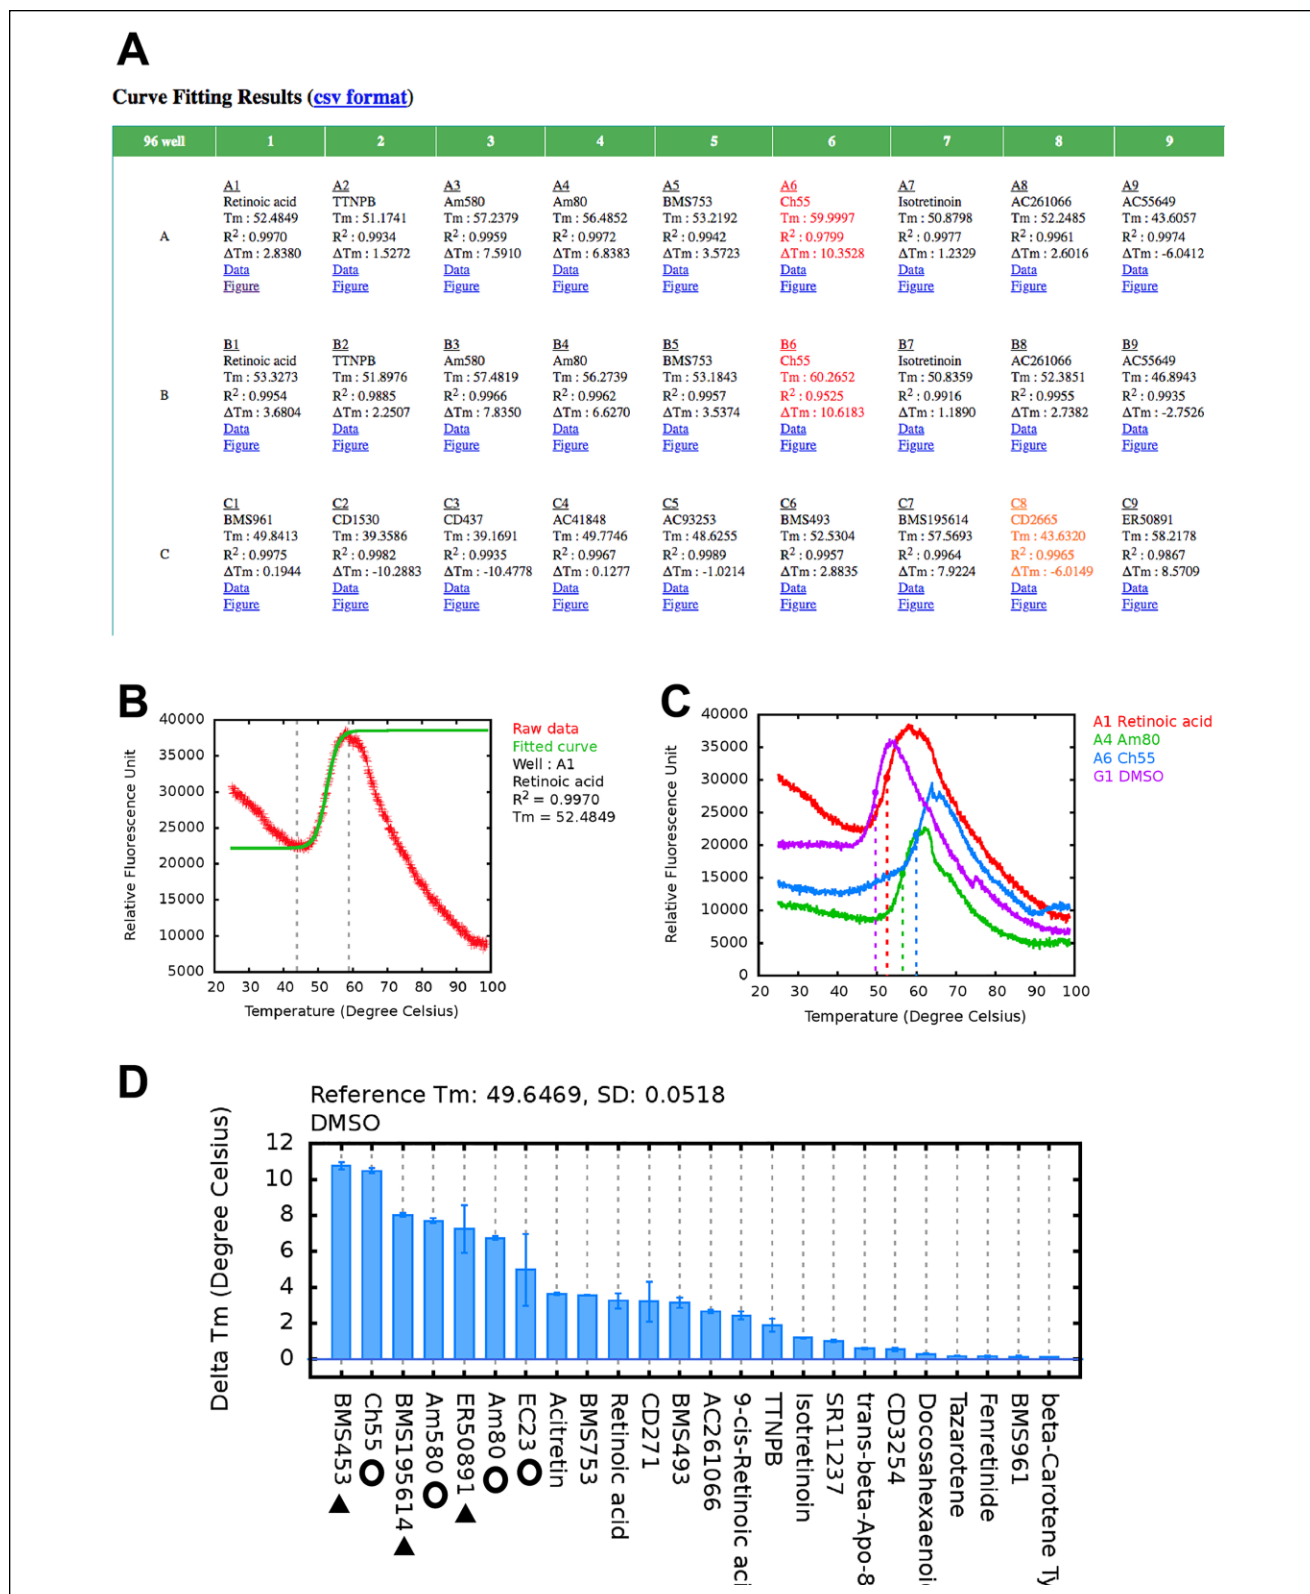 A
Curve Fitting Results (csv format)
96 well 1 2 3 4 5 6 7 8 9
A1 A2 A3 A4 A5 A6 A7 A8 A9
Retinoic acid TTNPB Am580 Am80 BMS753 Ch55 Isotretinoin AC261066 AC55649
Tm : 52.4849 Tm : 51.1741 Tm : 57.2379 Tm : 56.4852 Tm : 53.2192 Tm : 59.9997 Tm : 50.8798 Tm : 52.2485 Tm : 43.6057
A R² : 0.9970 R² : 0.9934 R² : 0.9959 R² : 0.9972 R² : 0.9942 R² : 0.9799 R² : 0.9977 R² : 0.9961 R² : 0.9974
ΔTm : 2.8380 ΔTm : 1.5272 ΔTm : 7.5910 ΔTm : 6.8383 ΔTm : 3.5723 ΔTm : 10.3528 ΔTm : 1.2329 ΔTm : 2.6016 ΔTm : -6.0412
Data Data Data Data Data Data Data Data Data
Figure Figure Figure Figure Figure Figure Figure Figure Figure
B1 B2 B3 B4 B5 B6 B7 B8 B9
Retinoic acid TTNPB Am580 Am80 BMS753 Ch55 Isotretinoin AC261066 AC55649
Tm : 53.3273 Tm : 51.8976 Tm : 57.4819 Tm : 56.2739 Tm : 53.1843 Tm : 60.2652 Tm : 50.8359 Tm : 52.3851 Tm : 46.8943
B R² : 0.9954 R² : 0.9885 R² : 0.9966 R² : 0.9962 R² : 0.9957 R² : 0.9525 R² : 0.9916 R² : 0.9955 R² : 0.9935
ΔTm : 3.6804 ΔTm : 2.2507 ΔTm : 7.8350 ΔTm : 6.6270 ΔTm : 3.5374 ΔTm : 10.6183 ΔTm : 1.1890 ΔTm : 2.7382 ΔTm : -2.7526
Data Data Data Data Data Data Data Data Data
Figure Figure Figure Figure Figure Figure Figure Figure Figure
C1 C2 C3 C4 C5 C6 C7 C8 C9
BMS961 CD1530 CD437 AC41848 AC93253 BMS493 BMS195614 CD2665 ER50891
Tm : 49.8413 Tm : 39.3586 Tm : 39.1691 Tm : 49.7746 Tm : 48.6255 Tm : 52.5304 Tm : 57.5693 Tm : 43.6320 Tm : 58.2178
C R² : 0.9975 R² : 0.9982 R² : 0.9935 R² : 0.9967 R² : 0.9989 R² : 0.9957 R² : 0.9964 R² : 0.9965 R² : 0.9867
ΔTm : 0.1944 ΔTm : -10.2883 ΔTm : -10.4778 ΔTm : 0.1277 ΔTm : -1.0214 ΔTm : 2.8835 ΔTm : 7.9224 ΔTm : -6.0149 ΔTm : 8.5709
Data Data Data Data Data Data Data Data Data
Figure Figure Figure Figure Figure Figure Figure Figure Figure
B
Relative Fluorescence Unit
40000
35000
30000
25000
20000
15000
10000
5000
20 30 40 50 60 70 80 90 100
Temperature (Degree Celsius)
Raw data
Fitted curve
Well : A1
Retinoic acid
R² = 0.9970
Tm = 52.4849
C
Relative Fluorescence Unit
40000
35000
30000
25000
20000
15000
10000
5000
0
20 30 40 50 60 70 80 90 100
Temperature (Degree Celsius)
A1 Retinoic acid
A4 Am80
A6 Ch55
G1 DMSO
D
Reference Tm: 49.6469, SD: 0.0518
DMSO
Delta Tm (Degree Celsius)
12
10
8
6
4
2
0
BMS453
Ch55
BMS195614
Am580
ER50891
Am80
EC23
Acitretin
BMS753
Retinoic acid
CD271
BMS493
AC261066
9-cis-Retinoic aci
TTNPB
Isotretinoin
SR11237
trans-beta-Apo-8
CD3254
Docosahexaenoi
Tazarotene
Fenretinide
BMS961
beta-Carotene Ty